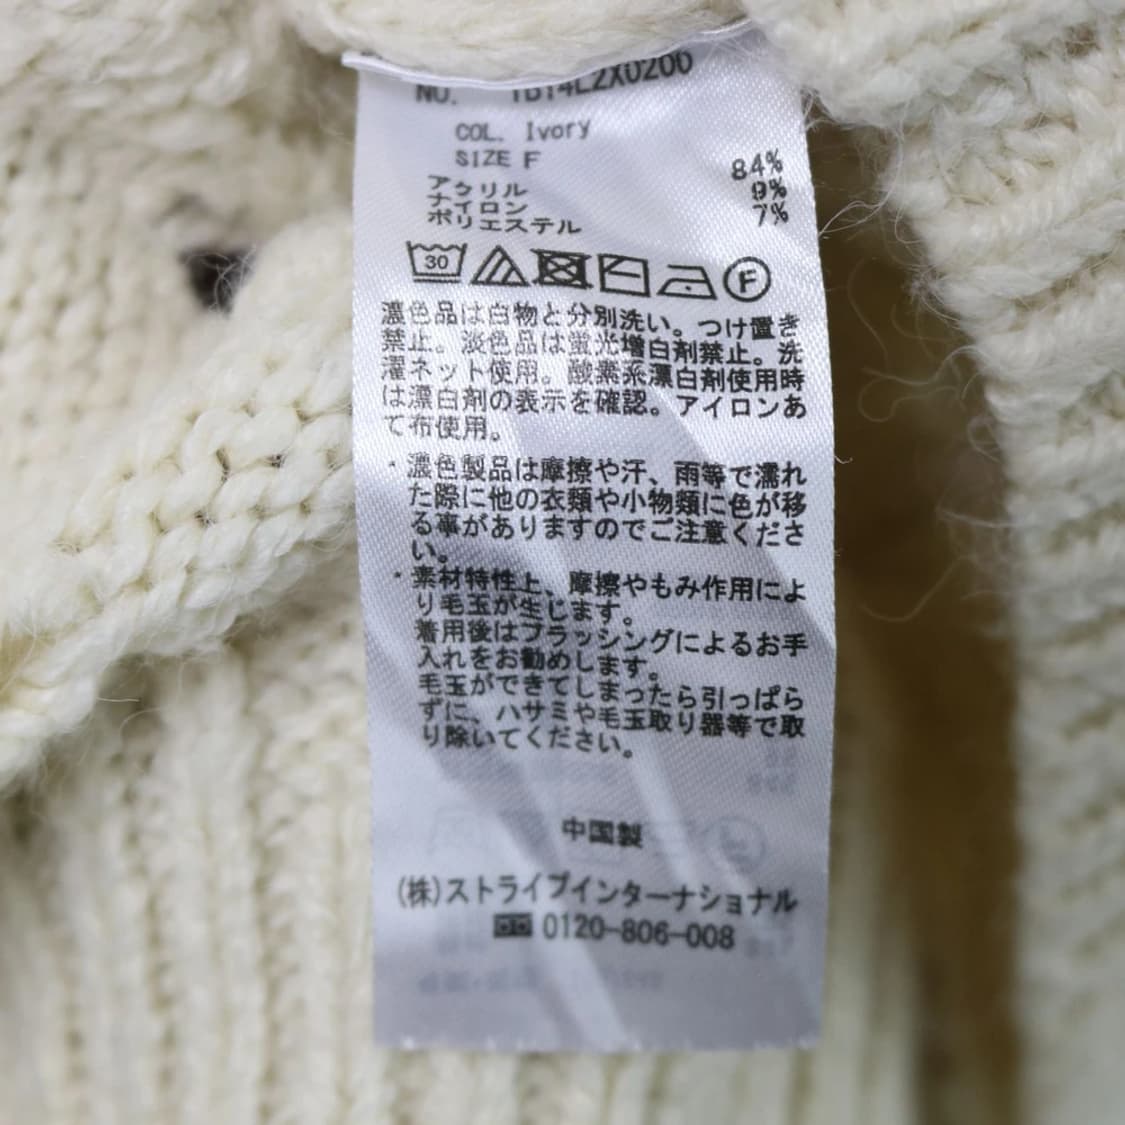 NO. 1B14L2X0200
COL. Ivory
SIZE F
アクリル 84%
ナイロン 9%
ポリエステル 7%
30
F
濃色品は白物と分別洗い。つけ置き
禁止。淡色品は蛍光増白剤禁止。洗
濯ネット使用。酸素系漂白剤使用時
は漂白剤の表示を確認。アイロンあ
て布使用。
・濃色製品は摩擦や汗、雨等で濡れ
た際に他の衣類や小物類に色が移
る事がありますのでご注意くださ
い。
・素材特性上、摩擦やもみ作用によ
り毛玉が生じます。
着用後はブラッシングによるお手
入れをお勧めします。
毛玉ができてしまったら引っぱら
ずに、ハサミや毛玉取り器等で取
り除いてください。
中国製
(株)ストライプインターナショナル
0120-806-008